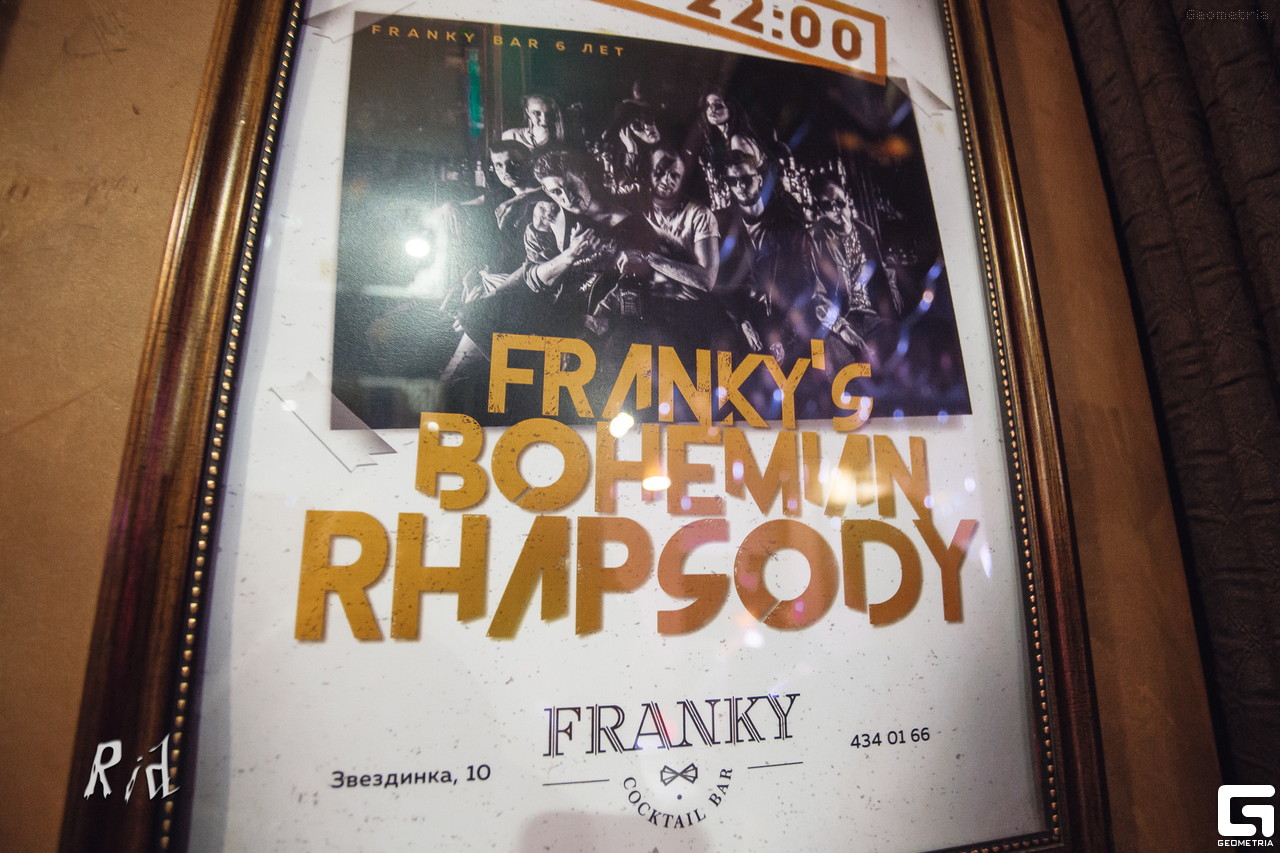 Geometria
22:00
FRANKY BAR 6 ЛЕТ
FRANKY'S
BOHEMIAN
RHAPSODY
FRANKY
COCKTAIL BAR
Звездинка, 10
434 01 66
Rid
GEOMETRIA